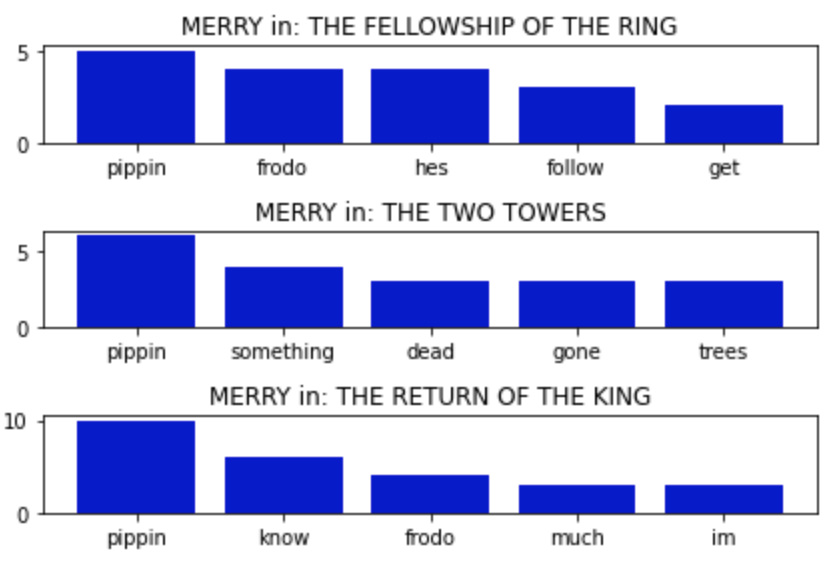 MERRY in: THE FELLOWSHIP OF THE RING
5
0
pippin frodo hes follow get
MERRY in: THE TWO TOWERS
5
0
pippin something dead gone trees
MERRY in: THE RETURN OF THE KING
10
0
pippin know frodo much im